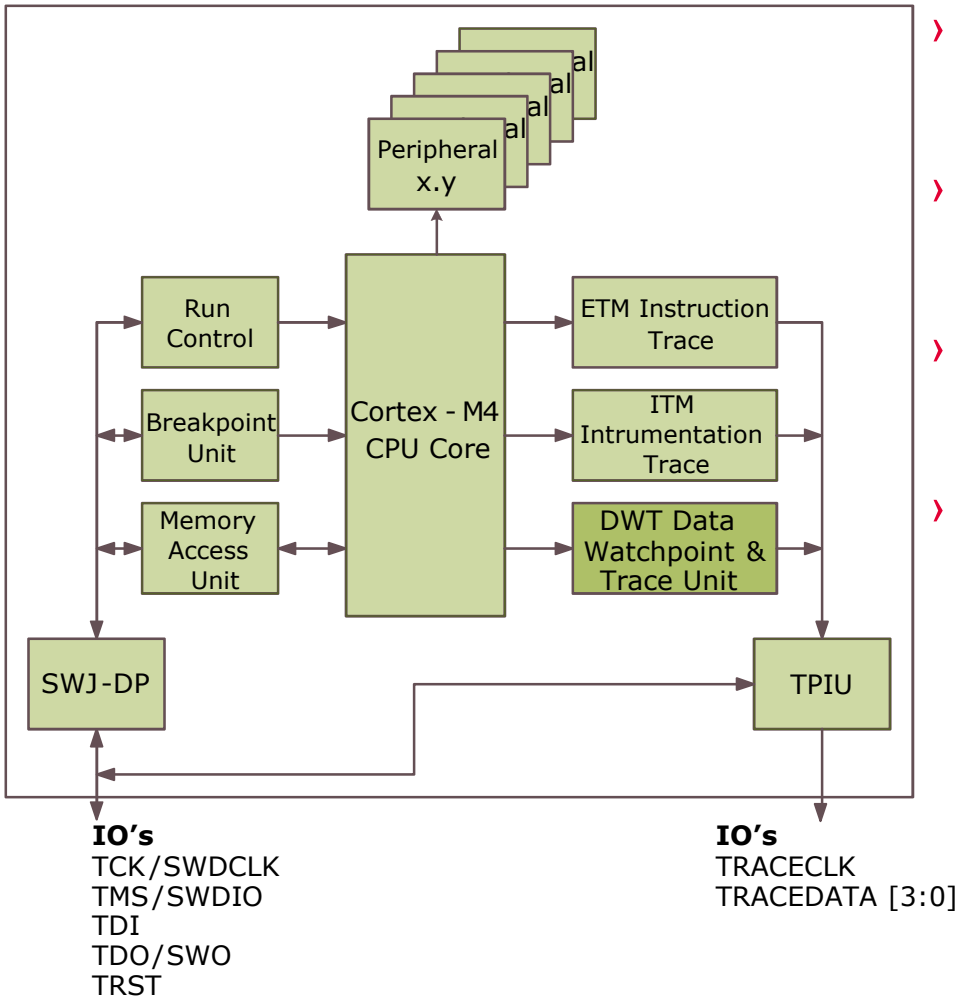 al
al
al
al
Peripheral
x.y
Run
Control
ETM Instruction
Trace
Breakpoint
Unit
Cortex - M4
CPU Core
ITM
Intrumentation
Trace
Memory
Access
Unit
DWT Data
Watchpoint &
Trace Unit
SWJ-DP
TPIU
IO's
TCK/SWDCLK
TMS/SWDIO
TDI
TDO/SWO
TRST
IO's
TRACECLK
TRACEDATA [3:0]